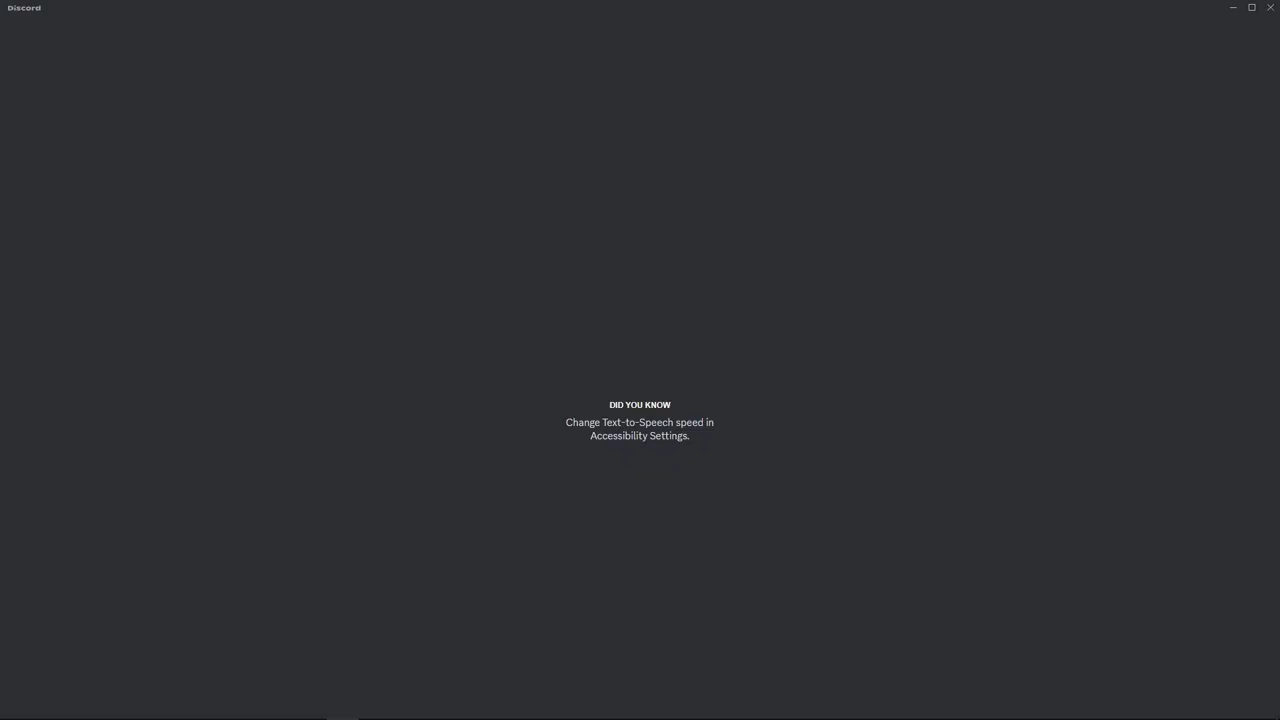 Discord
DID YOU KNOW
Change Text-to-Speech speed in
Accessibility Settings.